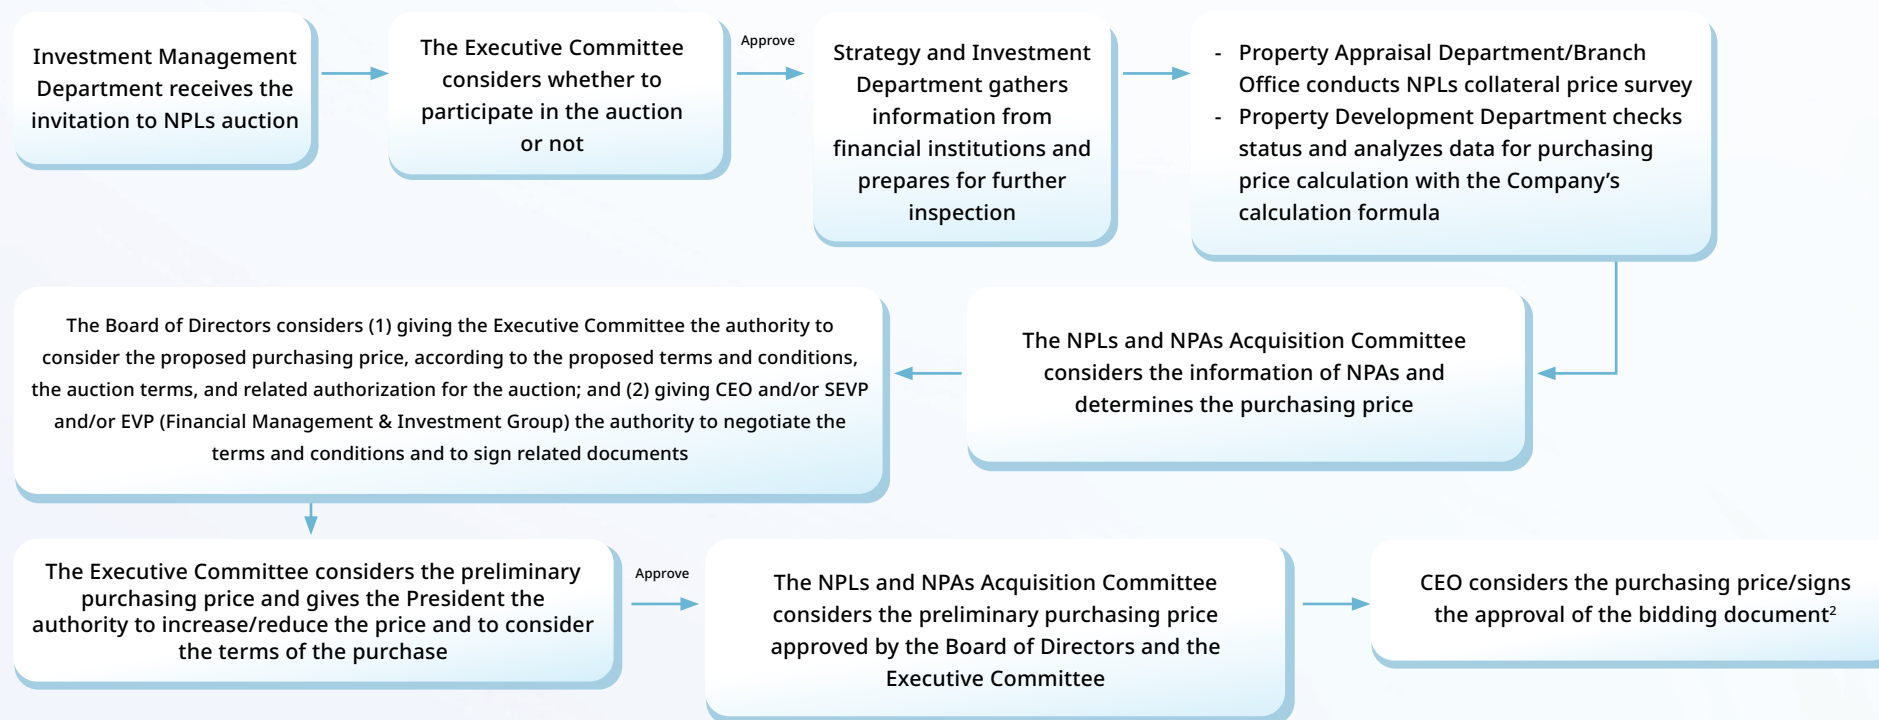 Investment Management
Department receives the
invitation to NPLs auction
The Executive Committee
considers whether to
participate in the auction
or not
Approve
Strategy and Investment
Department gathers
information from
financial institutions and
prepares for further
inspection
- Property Appraisal Department/Branch
Office conducts NPLs collateral price survey
- Property Development Department checks
status and analyzes data for purchasing
price calculation with the Company’s
calculation formula
The NPLs and NPAs Acquisition Committee
considers the information of NPAs and
determines the purchasing price
The Board of Directors considers (1) giving the Executive Committee the authority to
consider the proposed purchasing price, according to the proposed terms and conditions,
the auction terms, and related authorization for the auction; and (2) giving CEO and/or SEVP
and/or EVP (Financial Management & Investment Group) the authority to negotiate the
terms and conditions and to sign related documents
The Executive Committee considers the preliminary
purchasing price and gives the President the
authority to increase/reduce the price and to consider
the terms of the purchase
Approve
The NPLs and NPAs Acquisition Committee
considers the preliminary purchasing price
approved by the Board of Directors and the
Executive Committee
CEO considers the purchasing price/signs
the approval of the bidding document²